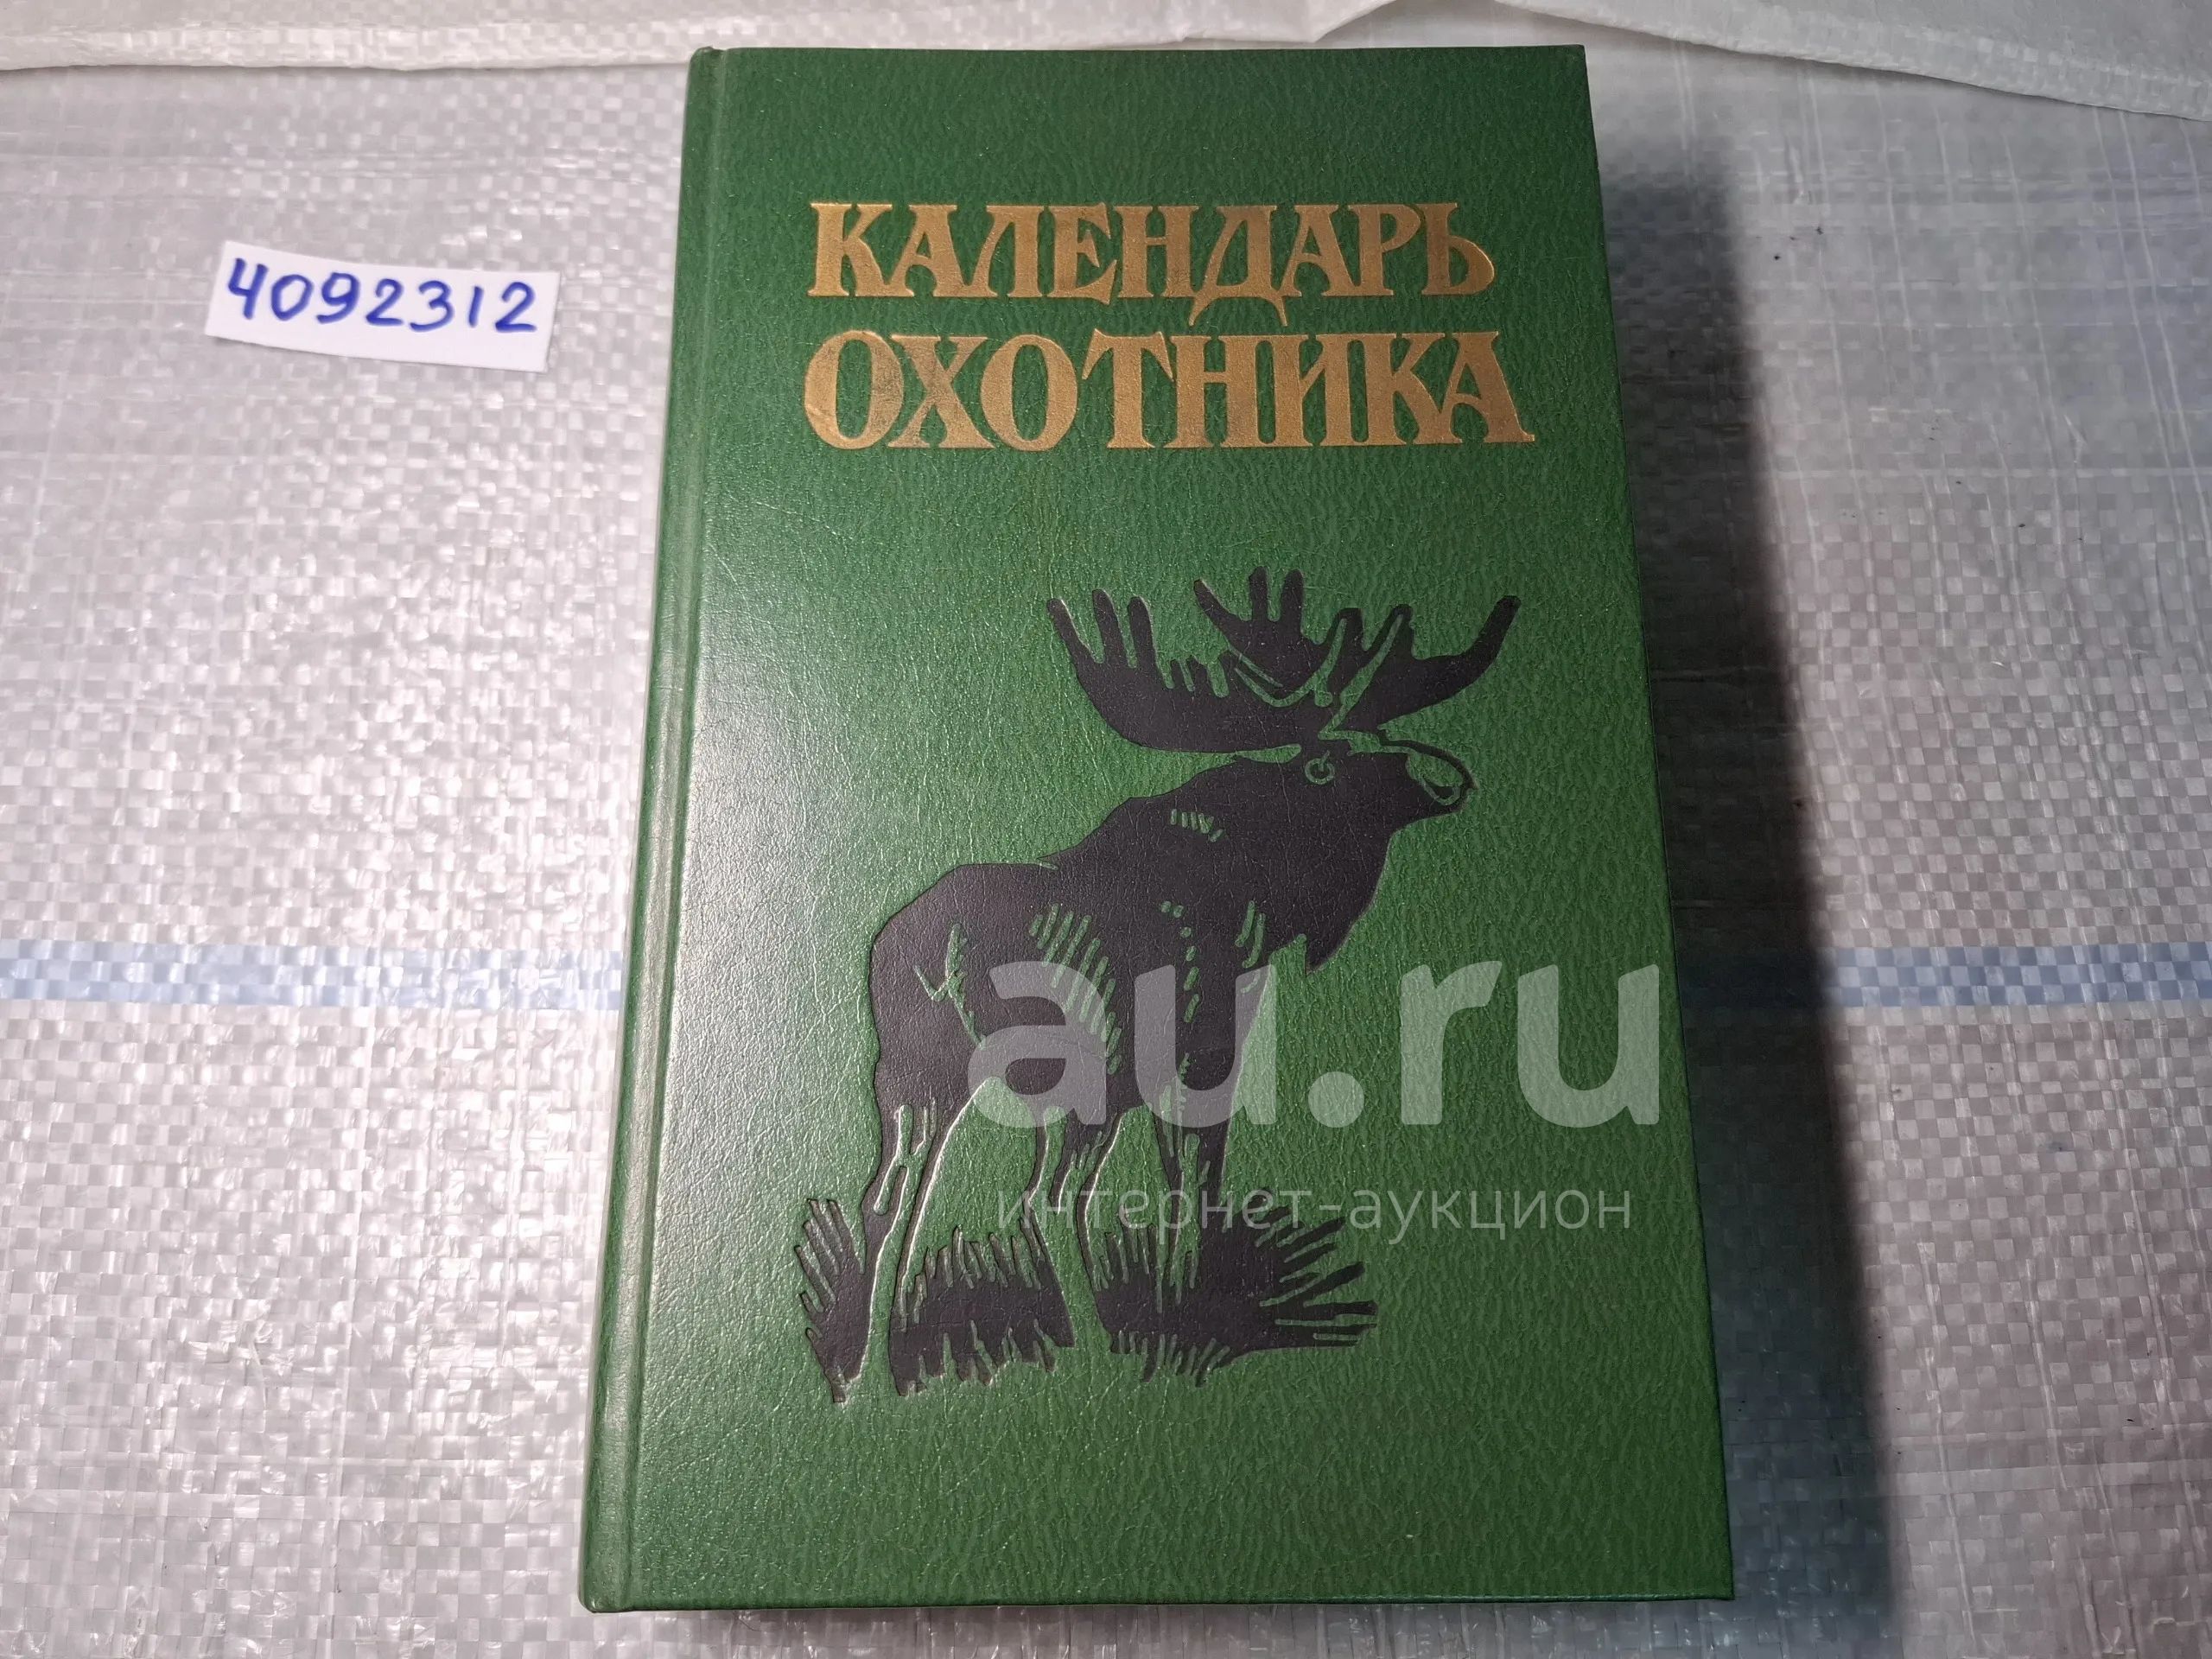 4092312
КАЛЕНДАРЬ
ОХОТНИКА
au.ru
интернет-аукцион